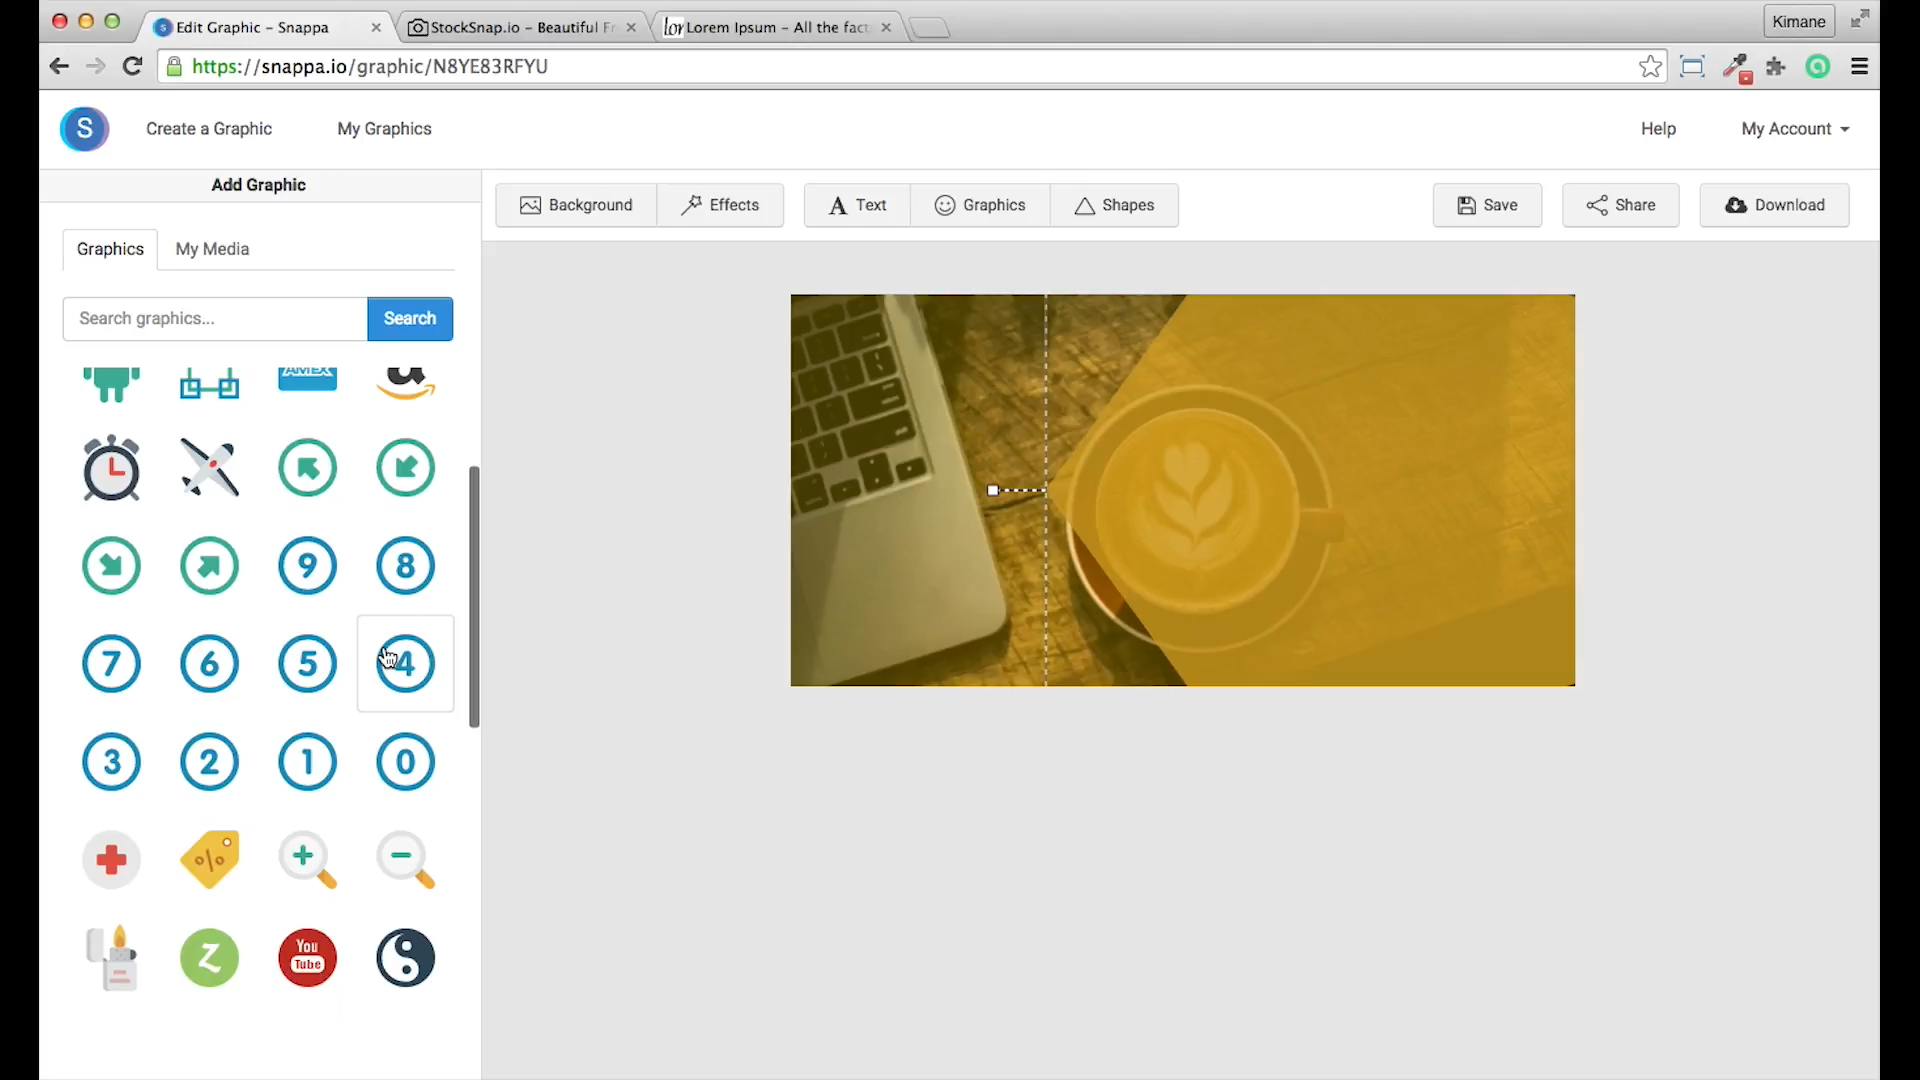 Edit Graphic – Snappa
StockSnap.io – Beautiful Fr
lor Lorem Ipsum – All the fact
Kimane
https://snappa.io/graphic/N8YE83RFYU
S
Create a Graphic
My Graphics
Help
My Account
Add Graphic
Background
Effects
A Text
Graphics
Shapes
Save
Share
Download
Graphics
My Media
Search graphics...
Search
AMEX
a
9
8
7
6
5
4
3
2
1
0
%
Z
You
Tube